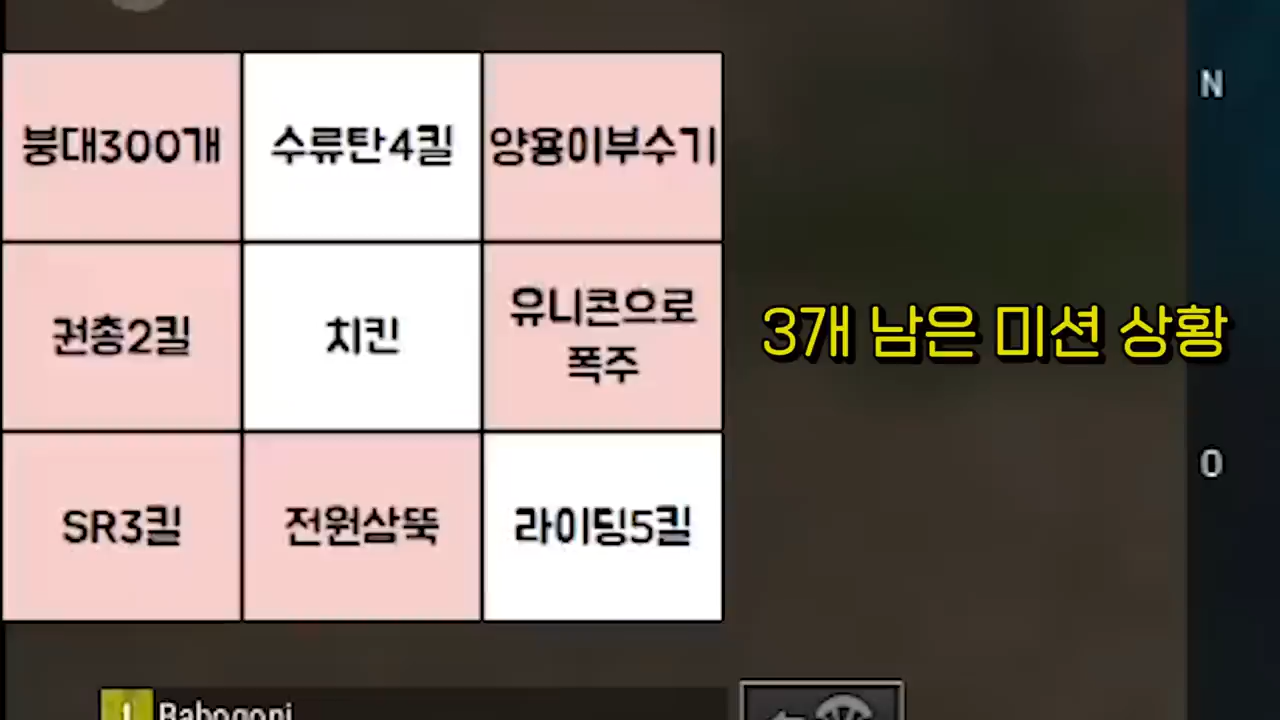 N
붕대300개
수류탄4킬
양용이부수기
권총2킬
치킨
유니콘으로
폭주
3개 남은 미션 상황
O
SR3킬
전원삼뚝
라이딩5킬
Babogoni